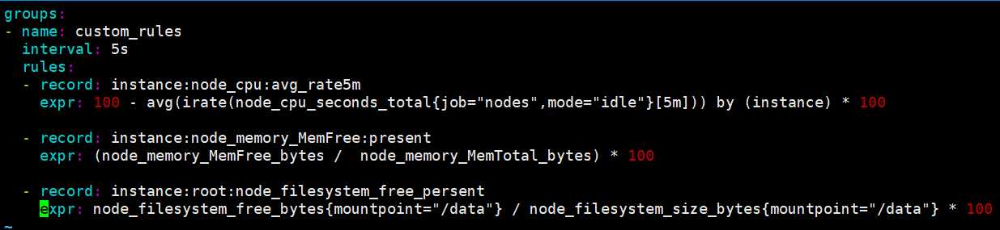 groups:
- name: custom_rules
  interval: 5s
  rules:
  - record: instance:node_cpu:avg_rate5m
    expr: 100 - avg(irate(node_cpu_seconds_total{job="nodes",mode="idle"}[5m])) by (instance) * 100

  - record: instance:node_memory_MemFree:present
    expr: (node_memory_MemFree_bytes /  node_memory_MemTotal_bytes) * 100

  - record: instance:root:node_filesystem_free_persent
    expr: node_filesystem_free_bytes{mountpoint="/data"} / node_filesystem_size_bytes{mountpoint="/data"} * 100
~